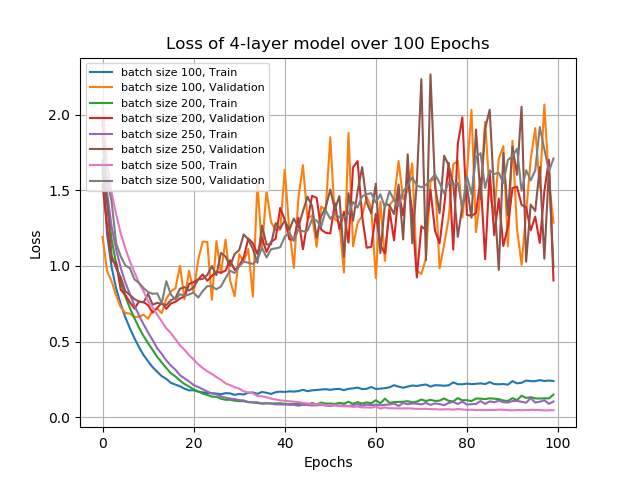 Loss of 4-layer model over 100 Epochs
batch size 100, Train
batch size 100, Validation
batch size 200, Train
batch size 200, Validation
batch size 250, Train
batch size 250, Validation
batch size 500, Train
batch size 500, Validation
2.0
1.5
1.0
0.5
0.0
Loss
0 20 40 60 80 100
Epochs